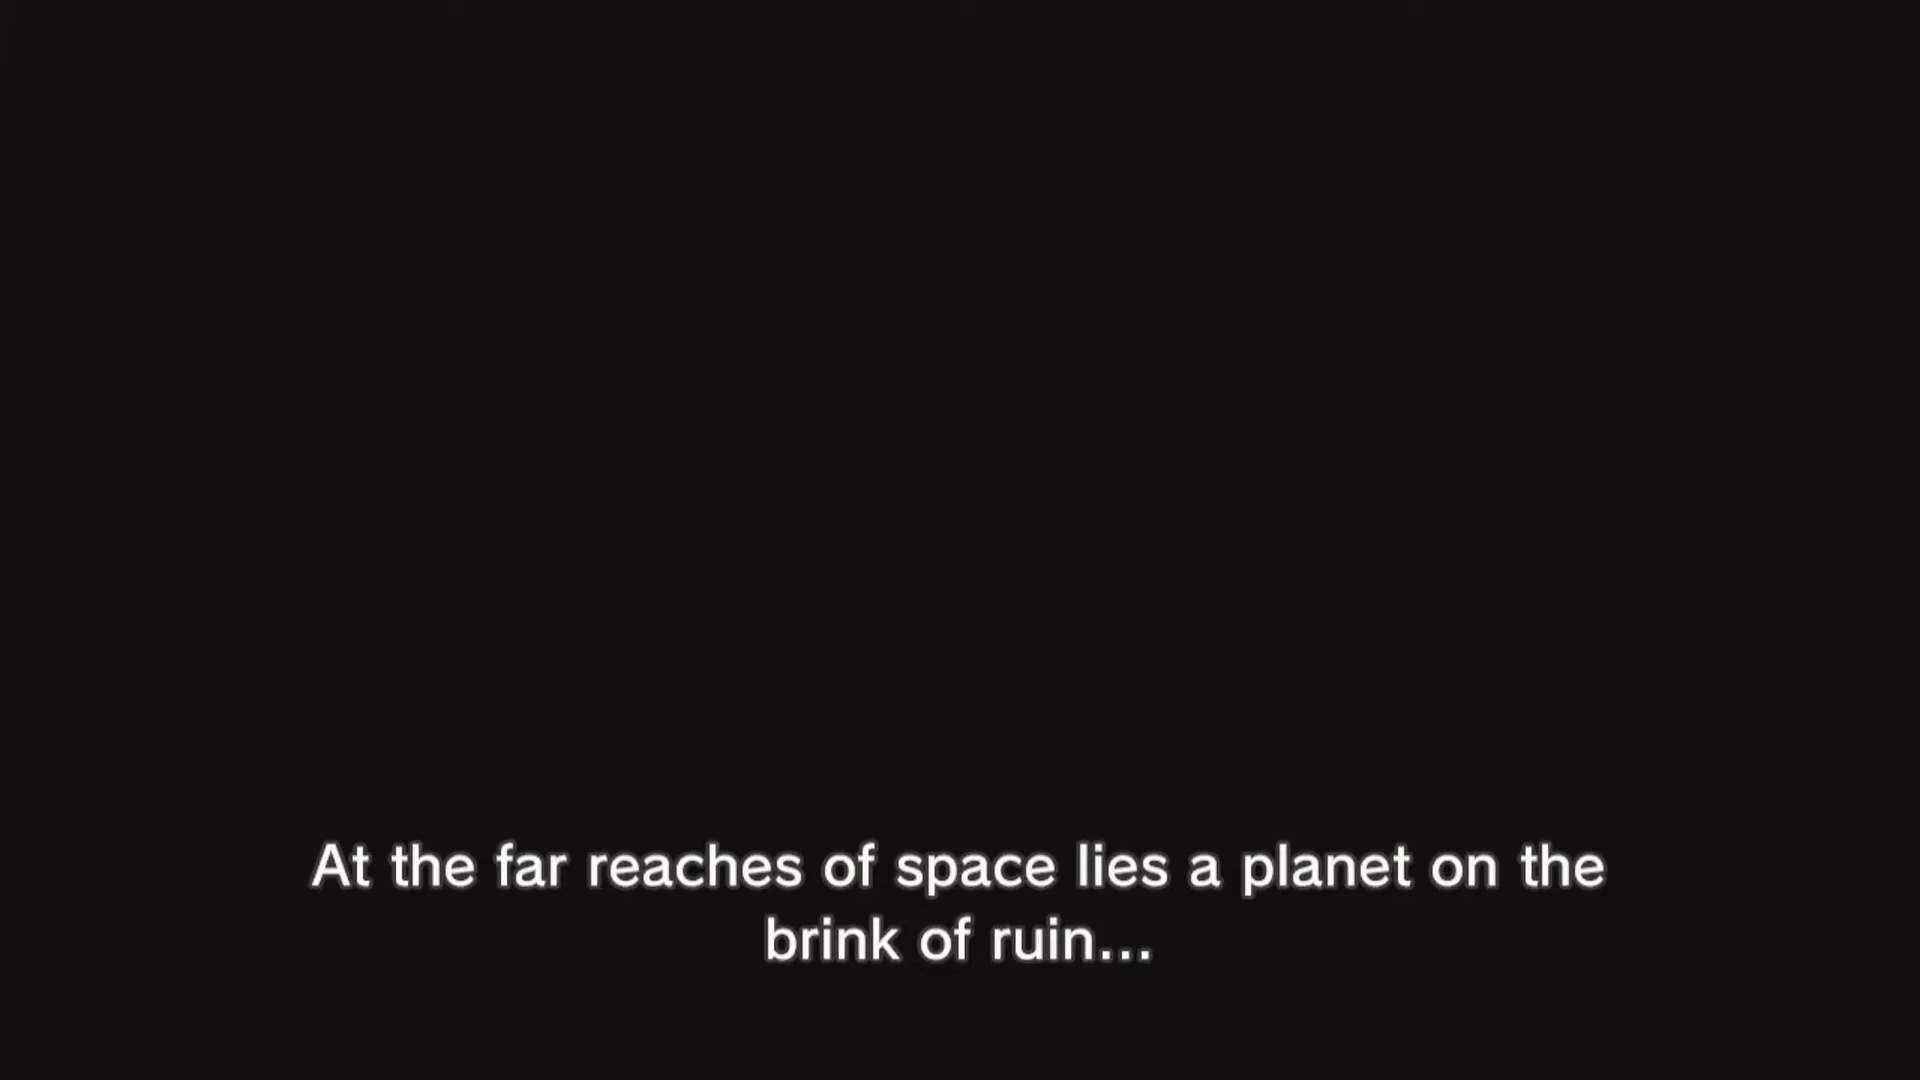 At the far reaches of space lies a planet on the
brink of ruin...